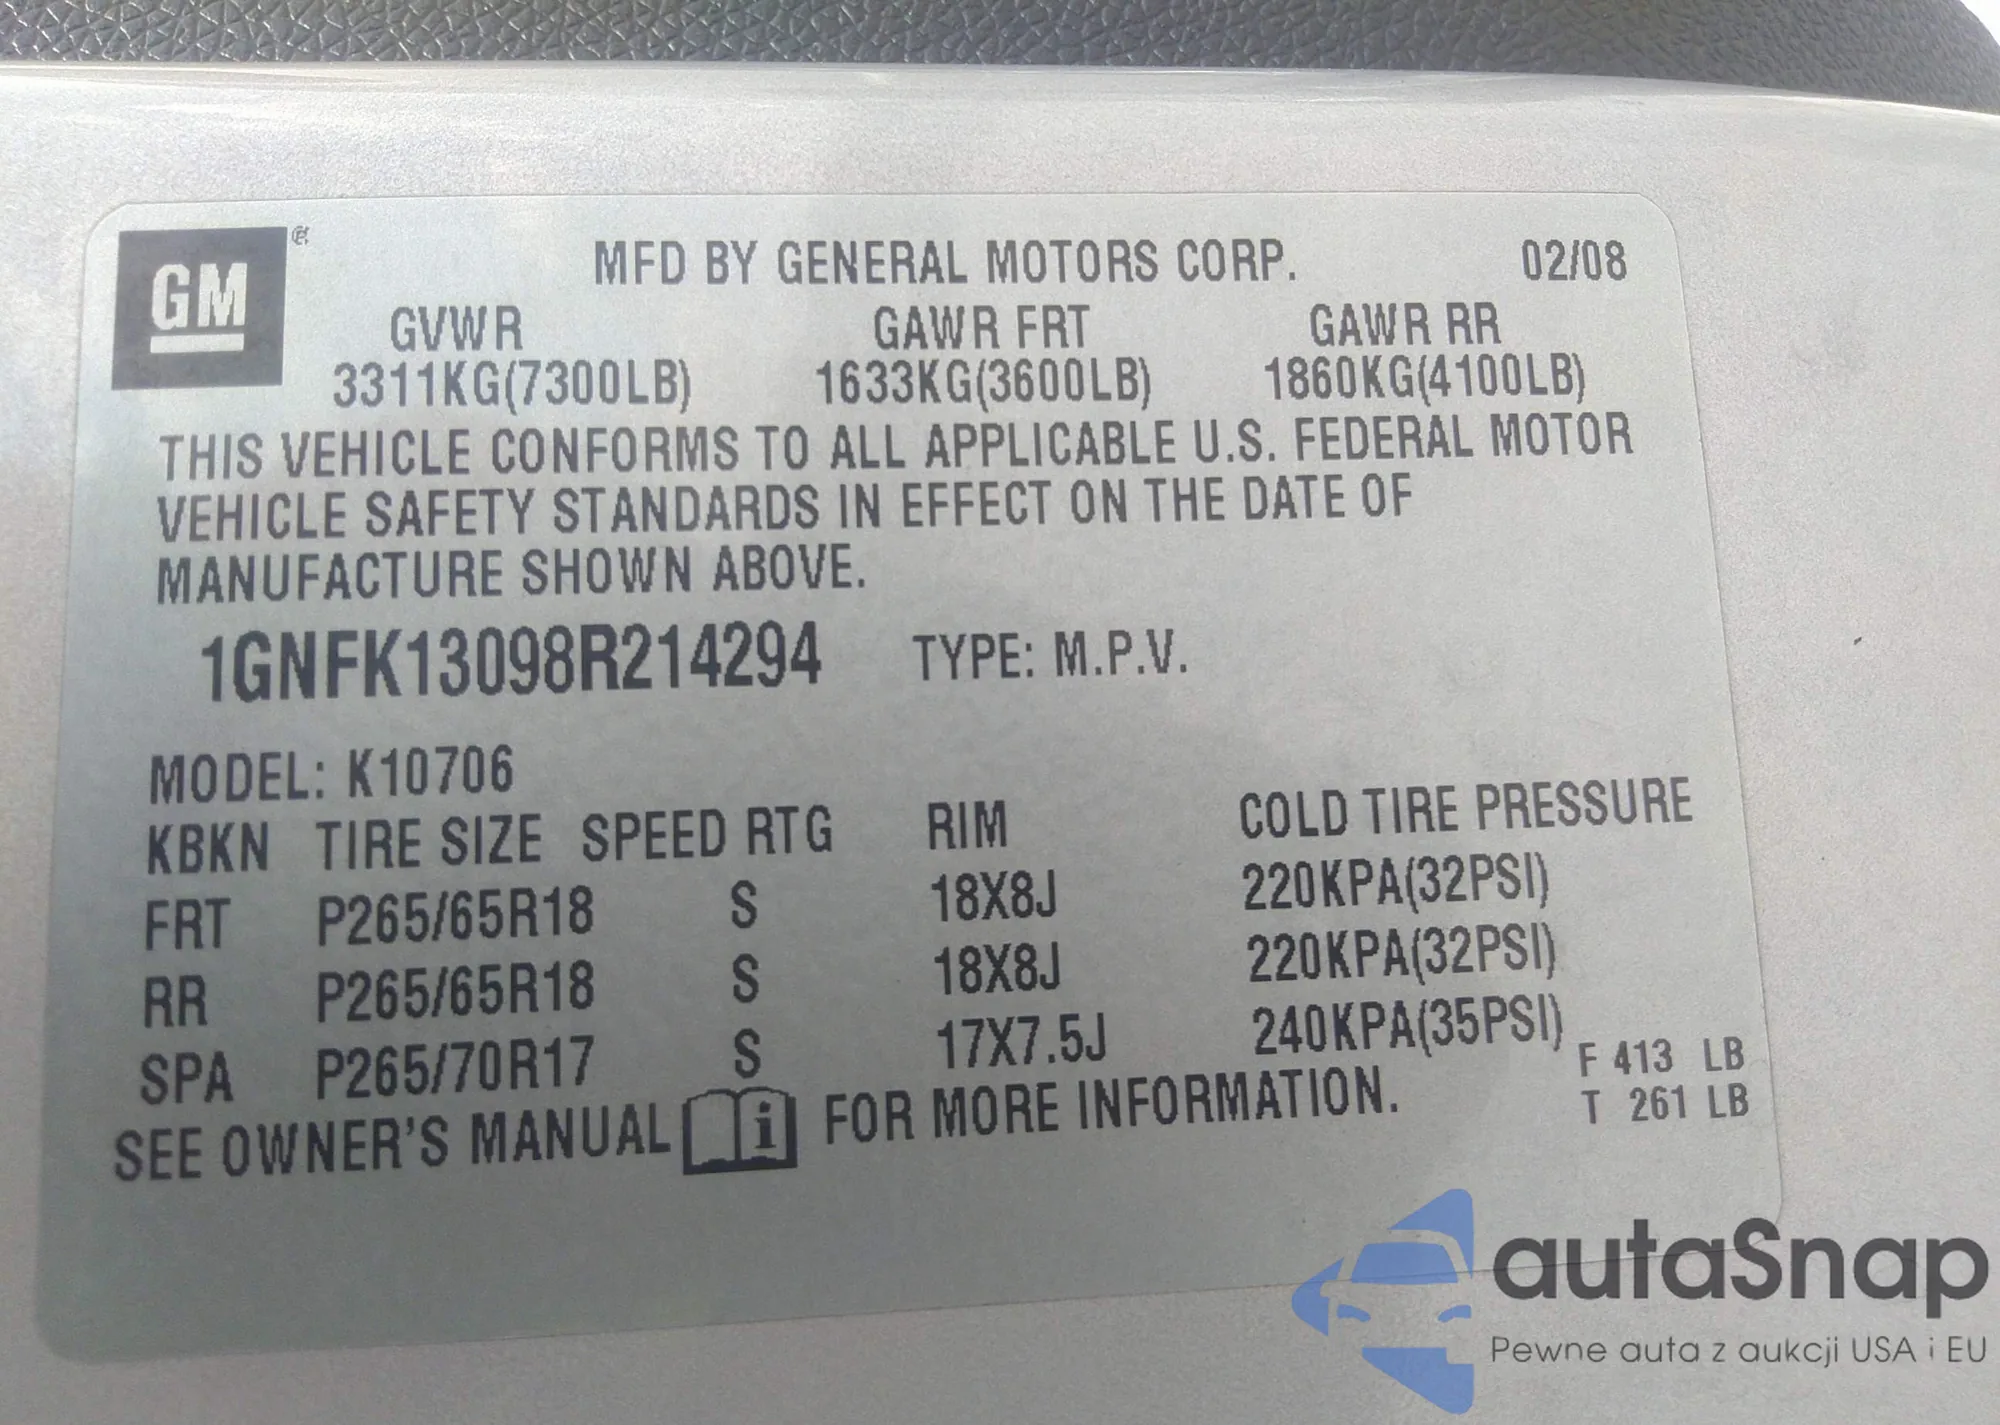 GM
MFD BY GENERAL MOTORS CORP. 02/08
GVWR GAWR FRT GAWR RR
3311KG(7300LB) 1633KG(3600LB) 1860KG(4100LB)
THIS VEHICLE CONFORMS TO ALL APPLICABLE U.S. FEDERAL MOTOR
VEHICLE SAFETY STANDARDS IN EFFECT ON THE DATE OF
MANUFACTURE SHOWN ABOVE.
1GNFK13098R214294 TYPE: M.P.V.
MODEL: K10706
KBKN TIRE SIZE SPEED RTG RIM COLD TIRE PRESSURE
FRT P265/65R18 S 18X8J 220KPA(32PSI)
RR P265/65R18 S 18X8J 220KPA(32PSI)
SPA P265/70R17 S 17X7.5J 240KPA(35PSI)
F 413 LB
T 261 LB
SEE OWNER'S MANUAL i FOR MORE INFORMATION.
autaSnap
Pewne auta z aukcji USA i EU